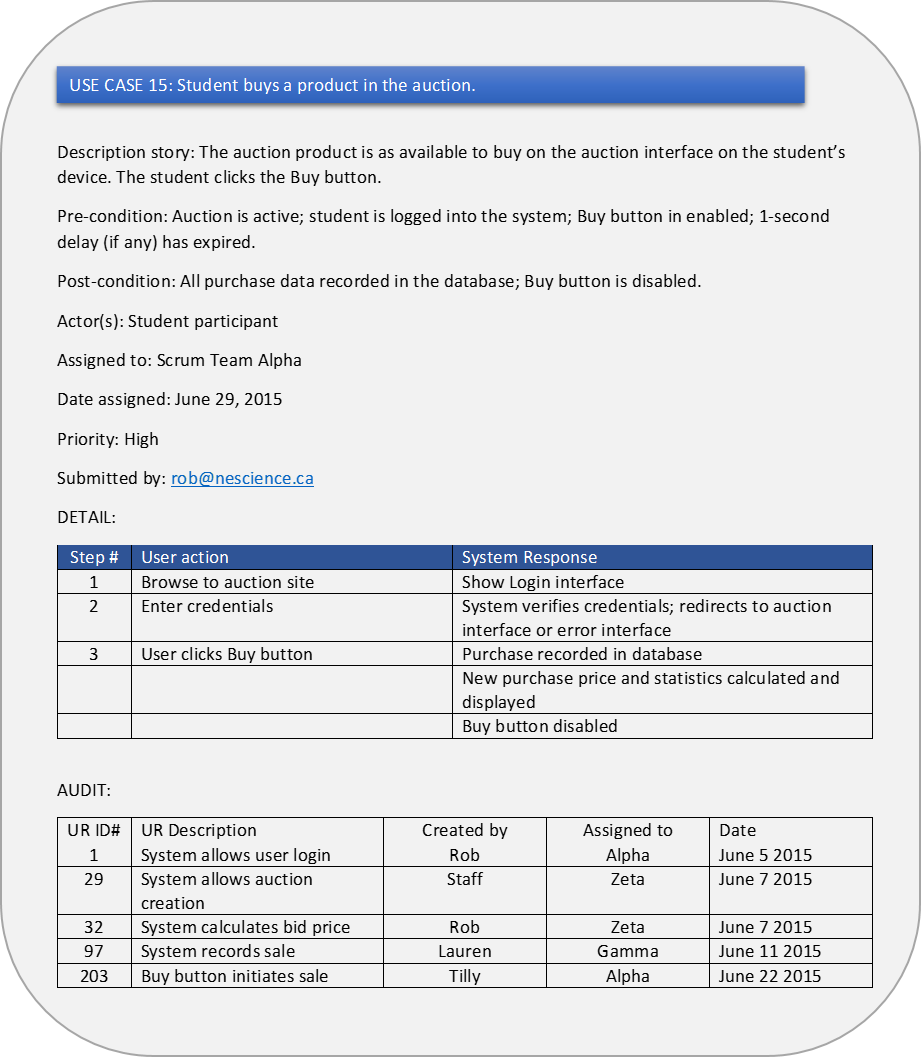 USE CASE 15: Student buys a product in the auction.
Description story: The auction product is as available to buy on the auction interface on the student’s
device. The student clicks the Buy button.
Pre-condition: Auction is active; student is logged into the system; Buy button in enabled; 1-second
delay (if any) has expired.
Post-condition: All purchase data recorded in the database; Buy button is disabled.
Actor(s): Student participant
Assigned to: Scrum Team Alpha
Date assigned: June 29, 2015
Priority: High
Submitted by: rob@nescience.ca
DETAIL:
Step # User action System Response
1 Browse to auction site Show Login interface
2 Enter credentials System verifies credentials; redirects to auction
interface or error interface
3 User clicks Buy button Purchase recorded in database
New purchase price and statistics calculated and
displayed
Buy button disabled
AUDIT:
UR ID# UR Description Created by Assigned to Date
1 System allows user login Rob Alpha June 5 2015
29 System allows auction Staff Zeta June 7 2015
creation
32 System calculates bid price Rob Zeta June 7 2015
97 System records sale Lauren Gamma June 11 2015
203 Buy button initiates sale Tilly Alpha June 22 2015